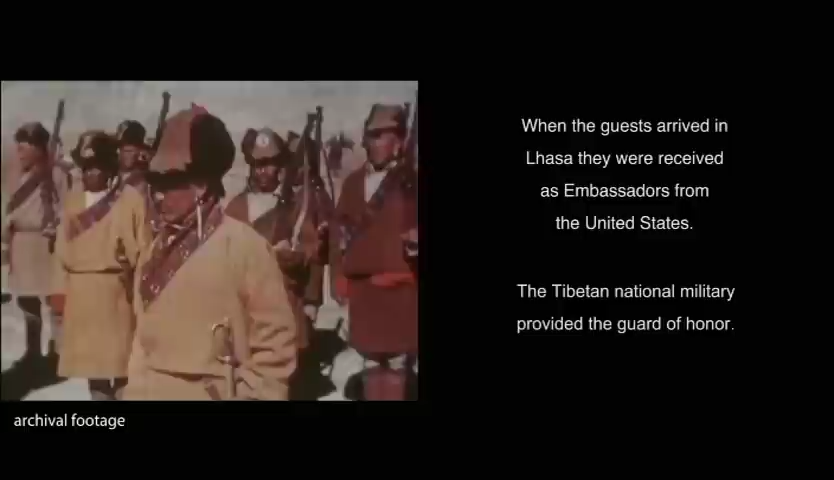 When the guests arrived in
Lhasa they were received
as Embassadors from
the United States.
The Tibetan national military
provided the guard of honor.
archival footage